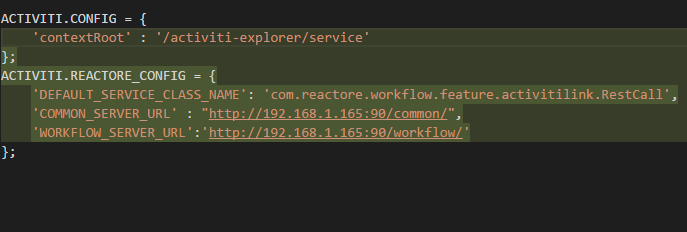 ACTIVITI.CONFIG = {
'contextRoot' : '/activiti-explorer/service'
};
ACTIVITI.REACTORE_CONFIG = {
'DEFAULT_SERVICE_CLASS_NAME': 'com.reactore.workflow.feature.activitilink.RestCall',
'COMMON_SERVER_URL' : "http://192.168.1.165:90/common/",
'WORKFLOW_SERVER_URL':'http://192.168.1.165:90/workflow/'
};